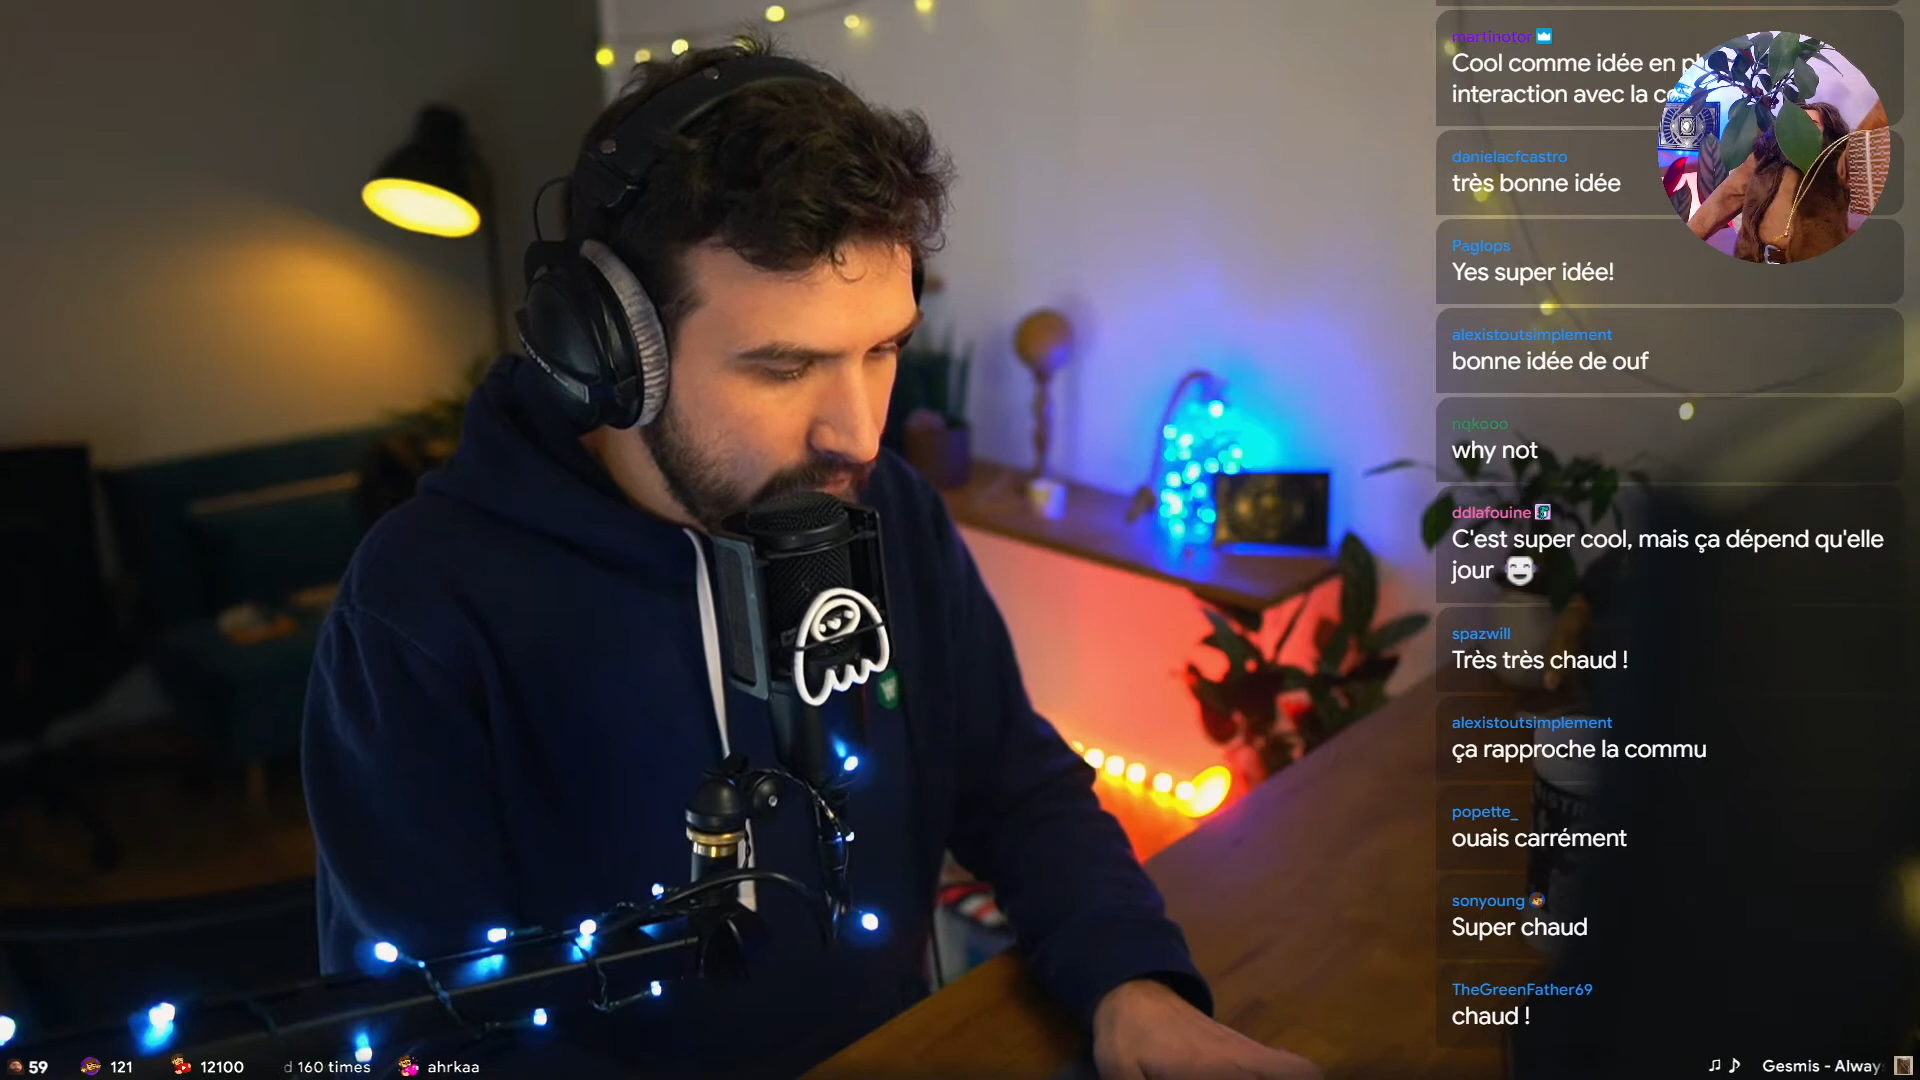 martinotor
Cool comme idée en
interaction avec la
danielacfcastro
très bonne idée
Paglops
Yes super idée!
alexistoutsimplement
bonne idée de ouf
nqkooo
why not
ddlafouine
C'est super cool, mais ça dépend qu'elle
jour
spazwill
Très très chaud !
alexistoutsimplement
ça rapproche la commu
popette_
ouais carrément
sonyoung
Super chaud
TheGreenFather69
chaud !
59 121 12100 d 160 times ahrkaa
Gesmis - Alway